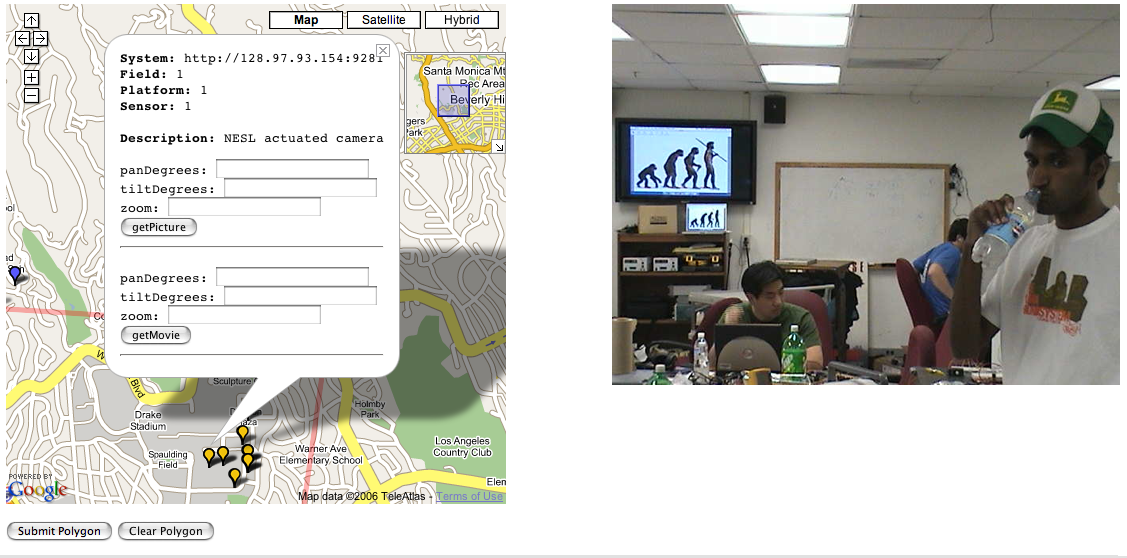 Map Satellite Hybrid
System: http://128.97.93.154:928
Field: 1
Platform: 1
Sensor: 1
Description: NESL actuated camera
panDegrees:
tiltDegrees:
zoom:
getPicture
panDegrees:
tiltDegrees:
zoom:
getMovie
Santa Monica Mt
Rec Area
Beverly Hi
gers
Park
Blvd
Sculpture
Drake
Stadium
Holmby
Park
Spaulding
Field
Warner Ave
Elementary School
Los Angeles
Country Club
Elen
POWERED BY
Google
Map data ©2006 TeleAtlas - Terms of Use
Submit Polygon Clear Polygon